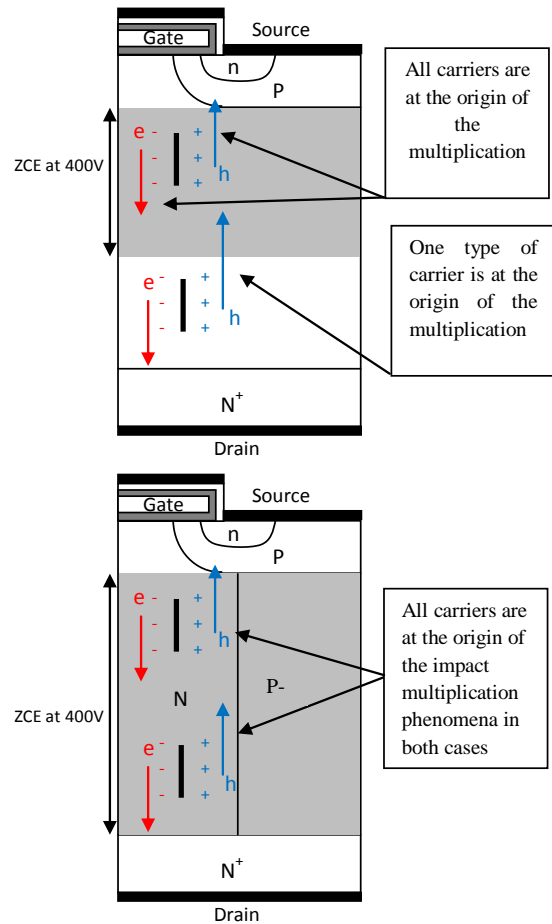 Gate
Source
n
P
All carriers are
at the origin of
the
multiplication
ZCE at 400V
e - +
- +
- +
h
One type of
carrier is at the
origin of the
multiplication
e - +
- +
- +
h
N+
Drain
Gate
Source
n
P
e - +
- +
- +
h
All carriers are
at the origin of
the impact
multiplication
phenomena in
both cases
P-
N
ZCE at 400V
e - +
- +
- +
h
N+
Drain